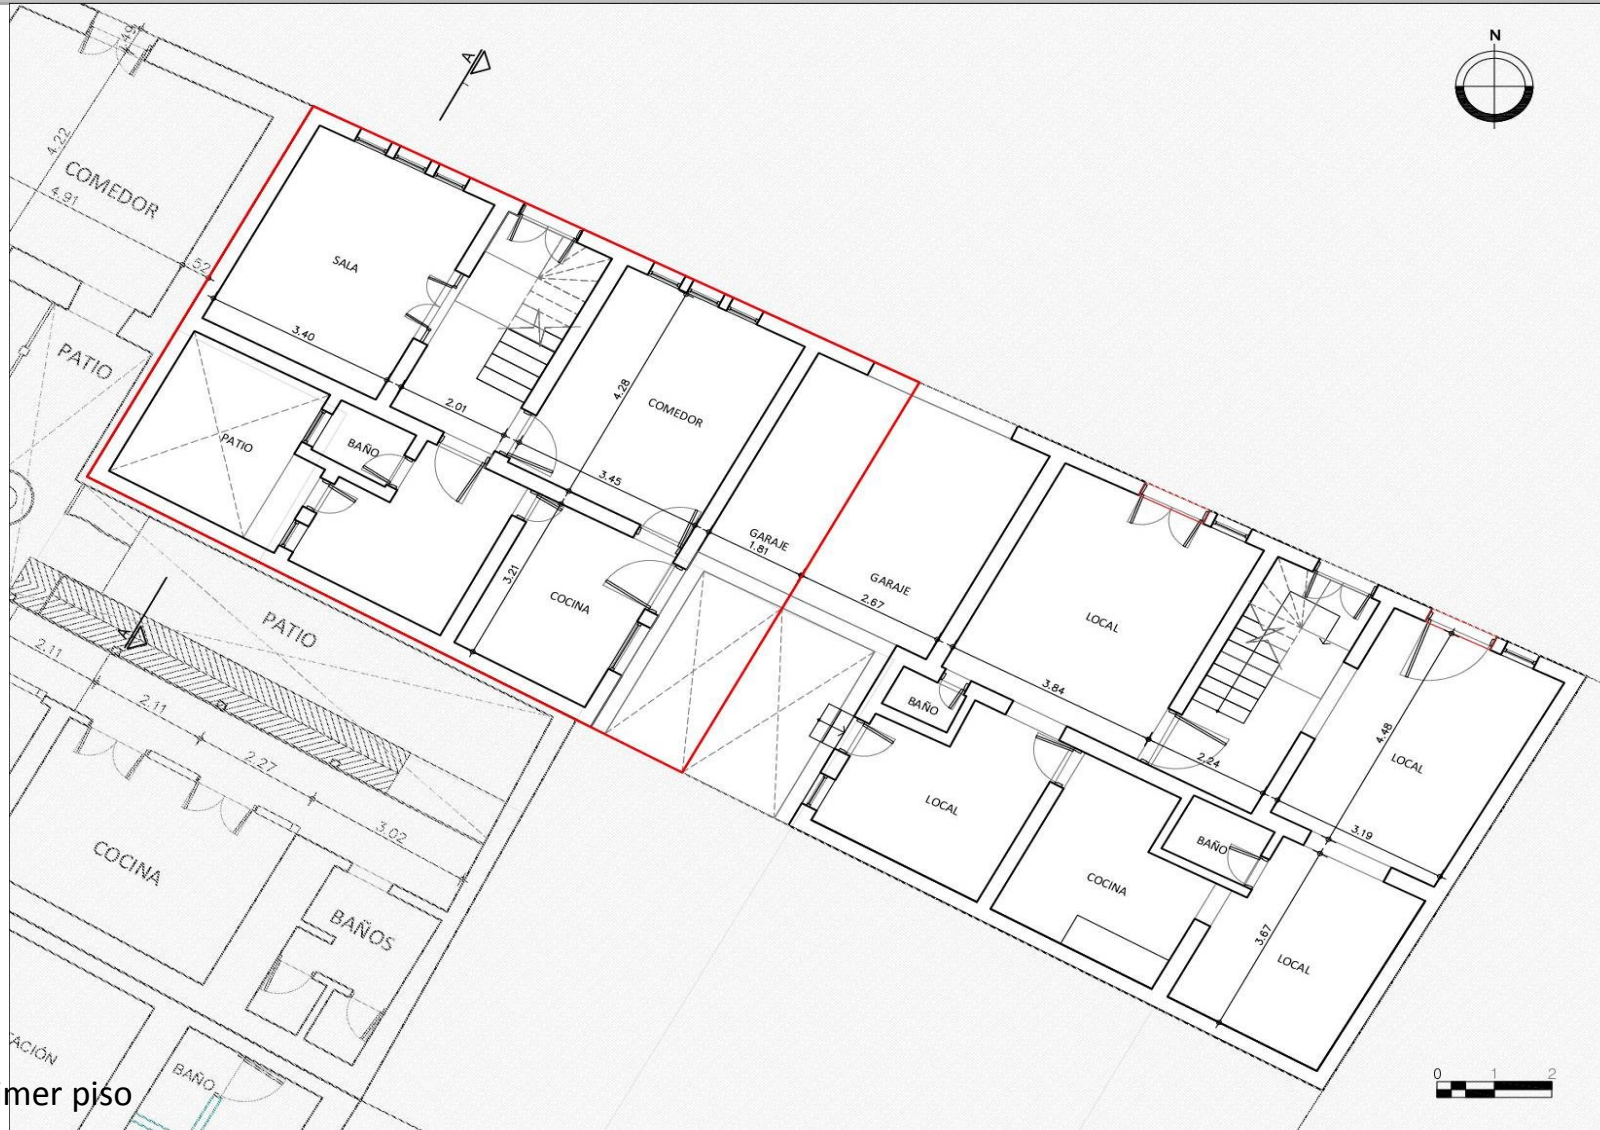 N
A
.49
4.22
COMEDOR
4.91
.52
SALA
3.40
PATIO
2.01
4.28
COMEDOR
PATIO
BAÑO
3.45
GARAJE
1.81
GARAJE
2.67
3.21
COCINA
LOCAL
PATIO
A
2.11
3.84
BAÑO
2.11
2.24
4.48
LOCAL
2.27
LOCAL
3.02
3.19
BAÑO
COCINA
COCINA
BAÑOS
3.67
LOCAL
ACIÓN
BAÑO
mer piso
0 1 2